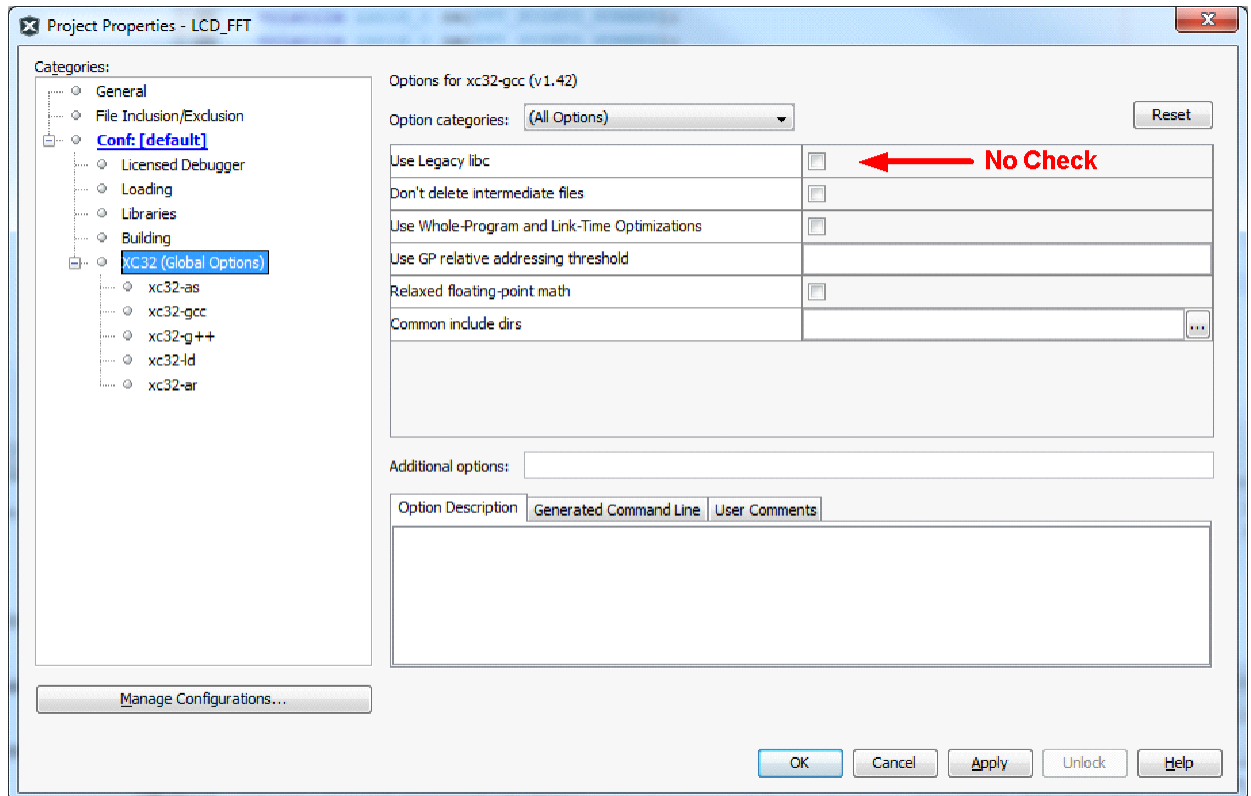 Project Properties - LCD_FFT
Categories:
General
File Inclusion/Exclusion
Conf: [default]
Licensed Debugger
Loading
Libraries
Building
XC32 (Global Options)
xc32-as
xc32-gcc
xc32-g++
xc32-ld
xc32-ar
Manage Configurations...
Options for xc32-gcc (v1.42)
Option categories: (All Options)
Reset
Use Legacy libc
No Check
Don't delete intermediate files
Use Whole-Program and Link-Time Optimizations
Use GP relative addressing threshold
Relaxed floating-point math
Common include dirs ...
Additional options:
Option Description Generated Command Line User Comments
OK Cancel Apply Unlock Help